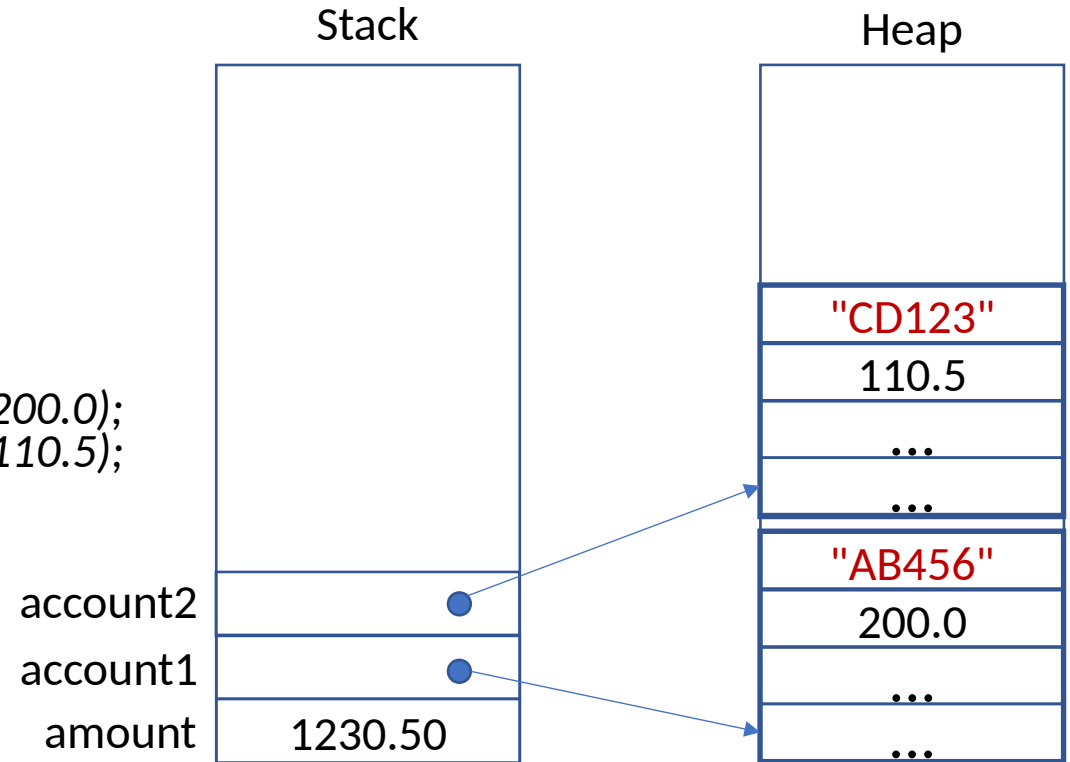 Stack
Heap
"CD123"
110.5
200.0);
110.5);
...
...
"AB456"
account2
200.0
account1
...
amount 1230.50
...